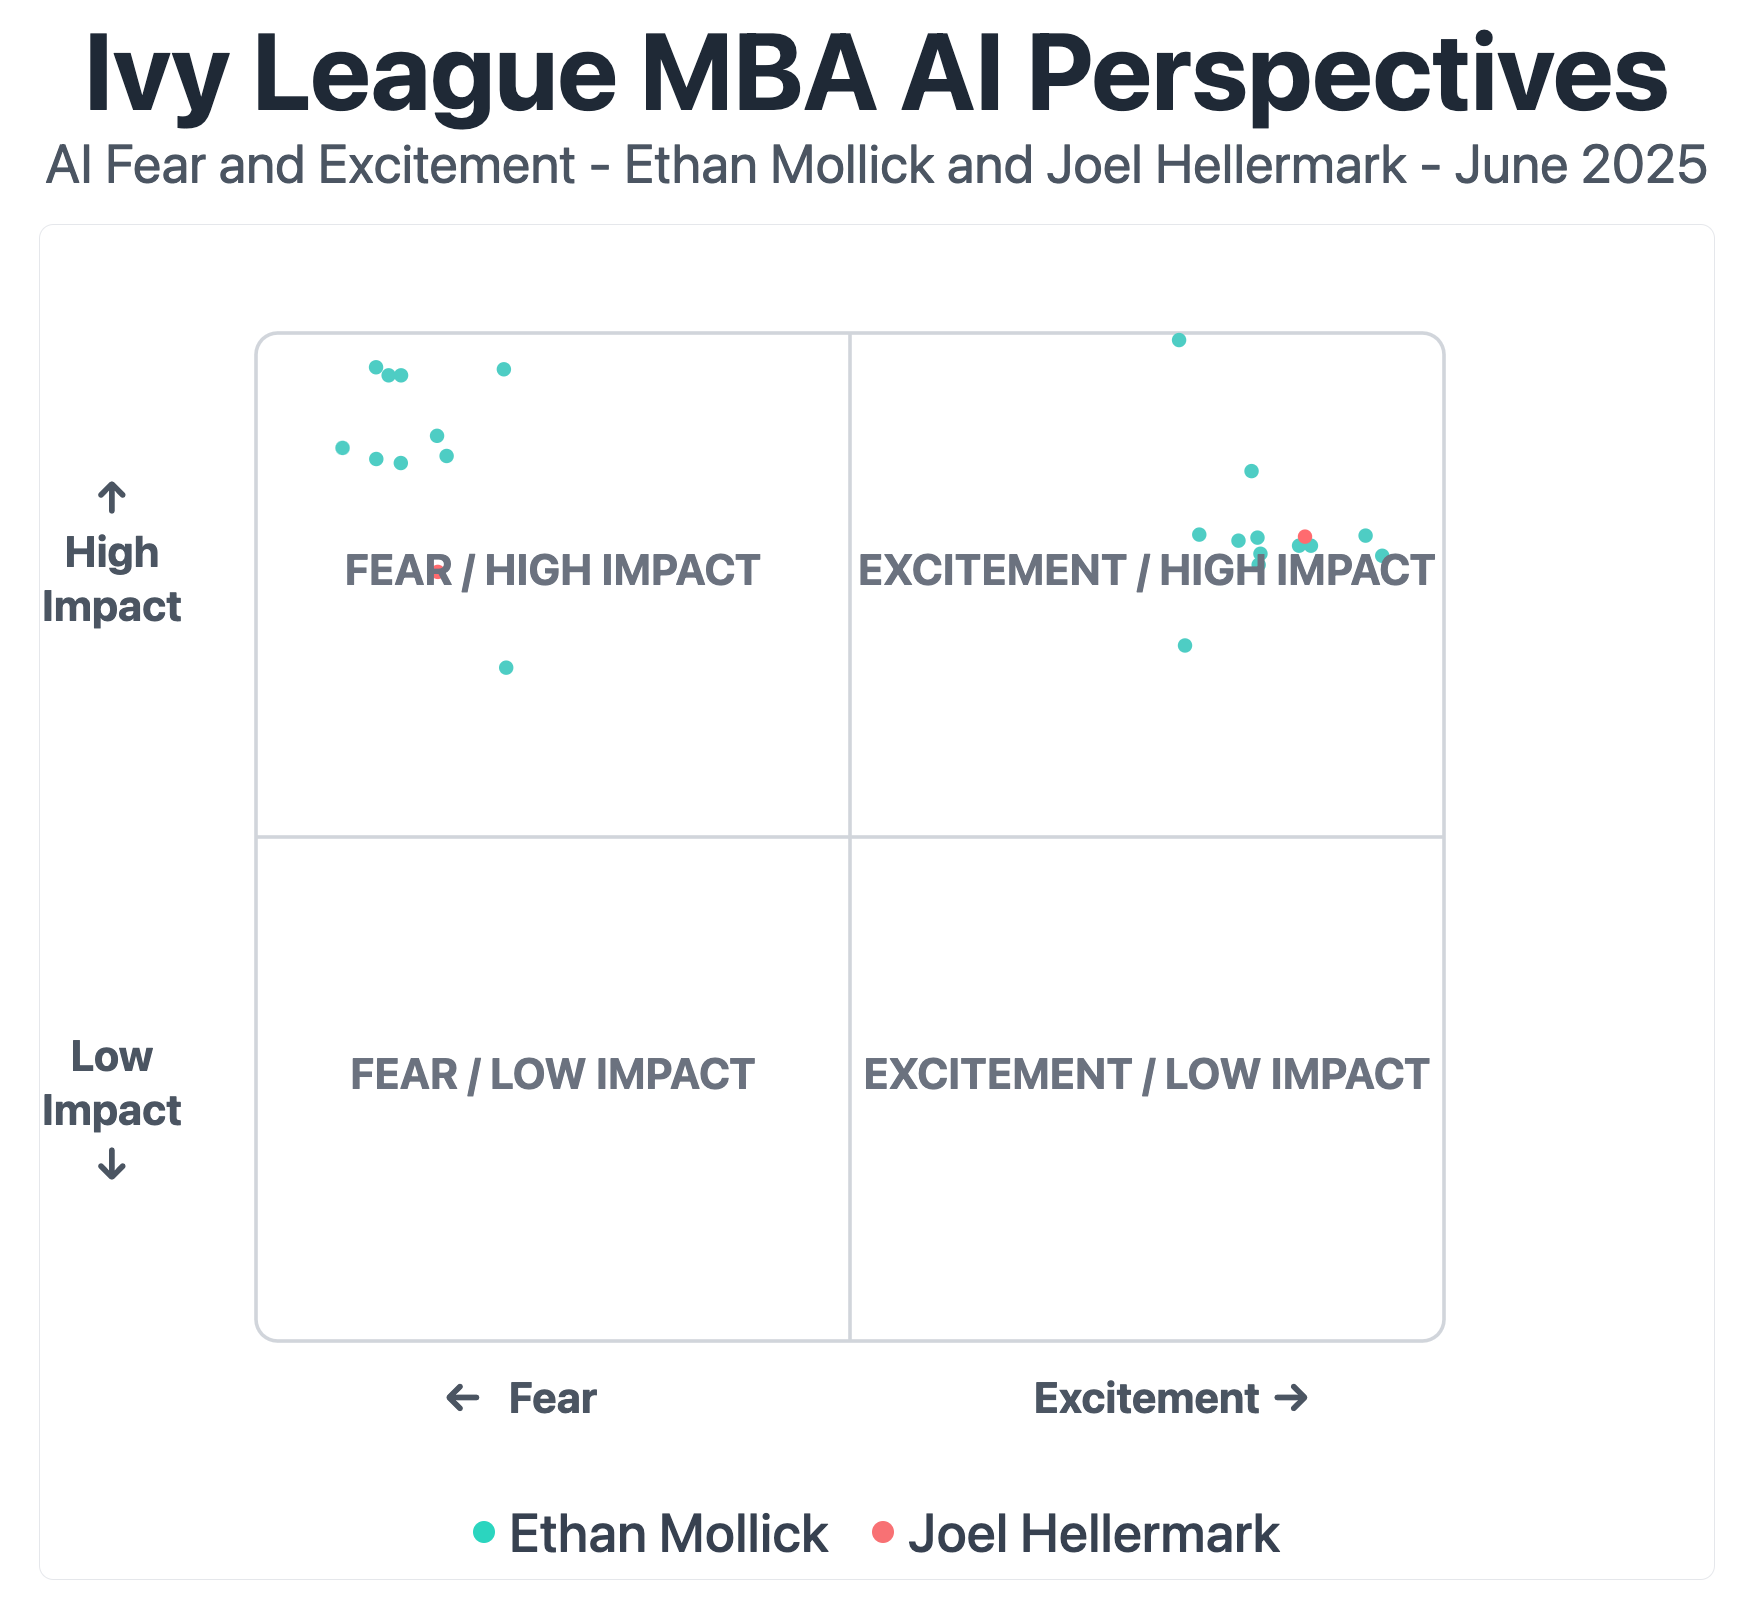 Ivy League MBA AI Perspectives
AI Fear and Excitement - Ethan Mollick and Joel Hellermark - June 2025
↑
High
Impact
FEAR / HIGH IMPACT
EXCITEMENT / HIGH IMPACT
Low
Impact
↓
FEAR / LOW IMPACT
EXCITEMENT / LOW IMPACT
← Fear
Excitement →
Ethan Mollick
Joel Hellermark